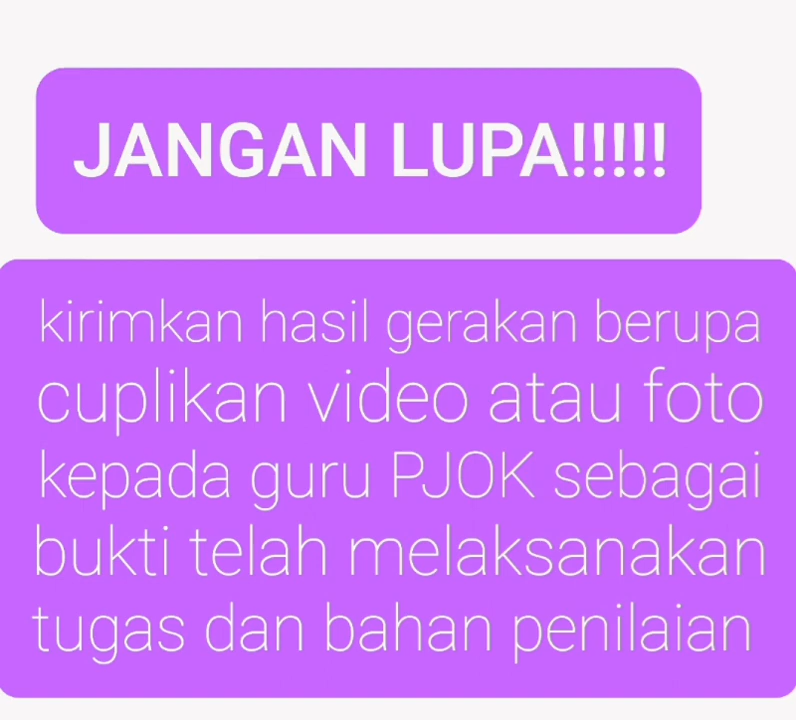 JANGAN LUPA!!!!!
kirimkan hasil gerakan berupa
cuplikan video atau foto
kepada guru PJOK sebagai
bukti telah melaksanakan
tugas dan bahan penilaian